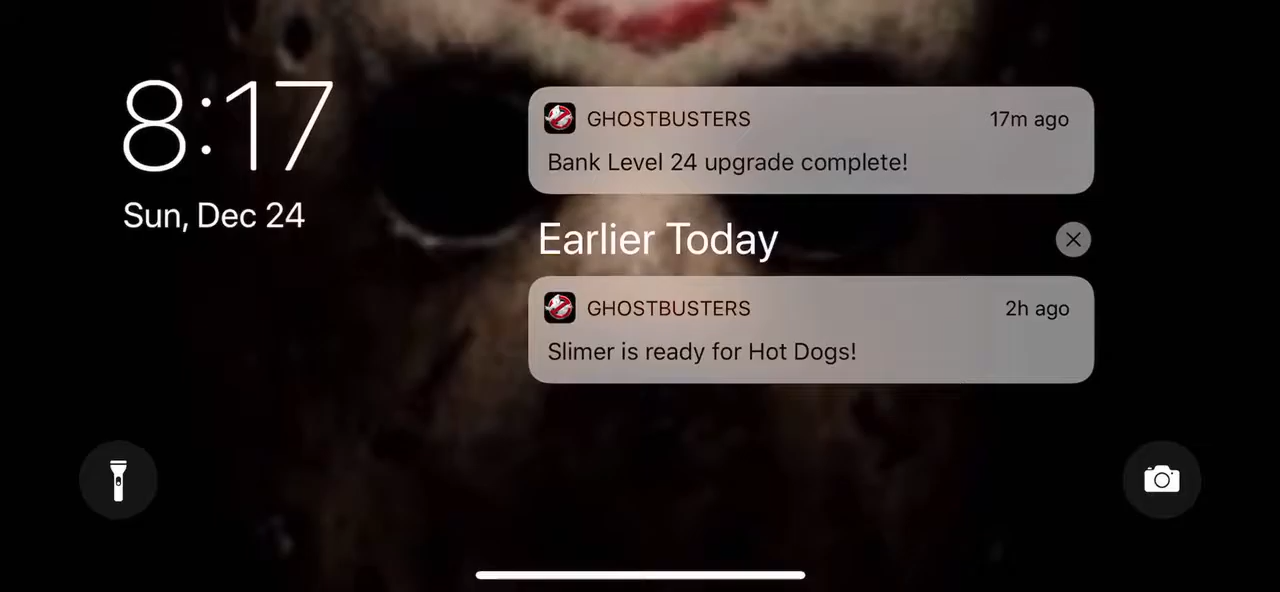 8:17
Sun, Dec 24
GHOSTBUSTERS 17m ago
Bank Level 24 upgrade complete!
Earlier Today
GHOSTBUSTERS 2h ago
Slimer is ready for Hot Dogs!